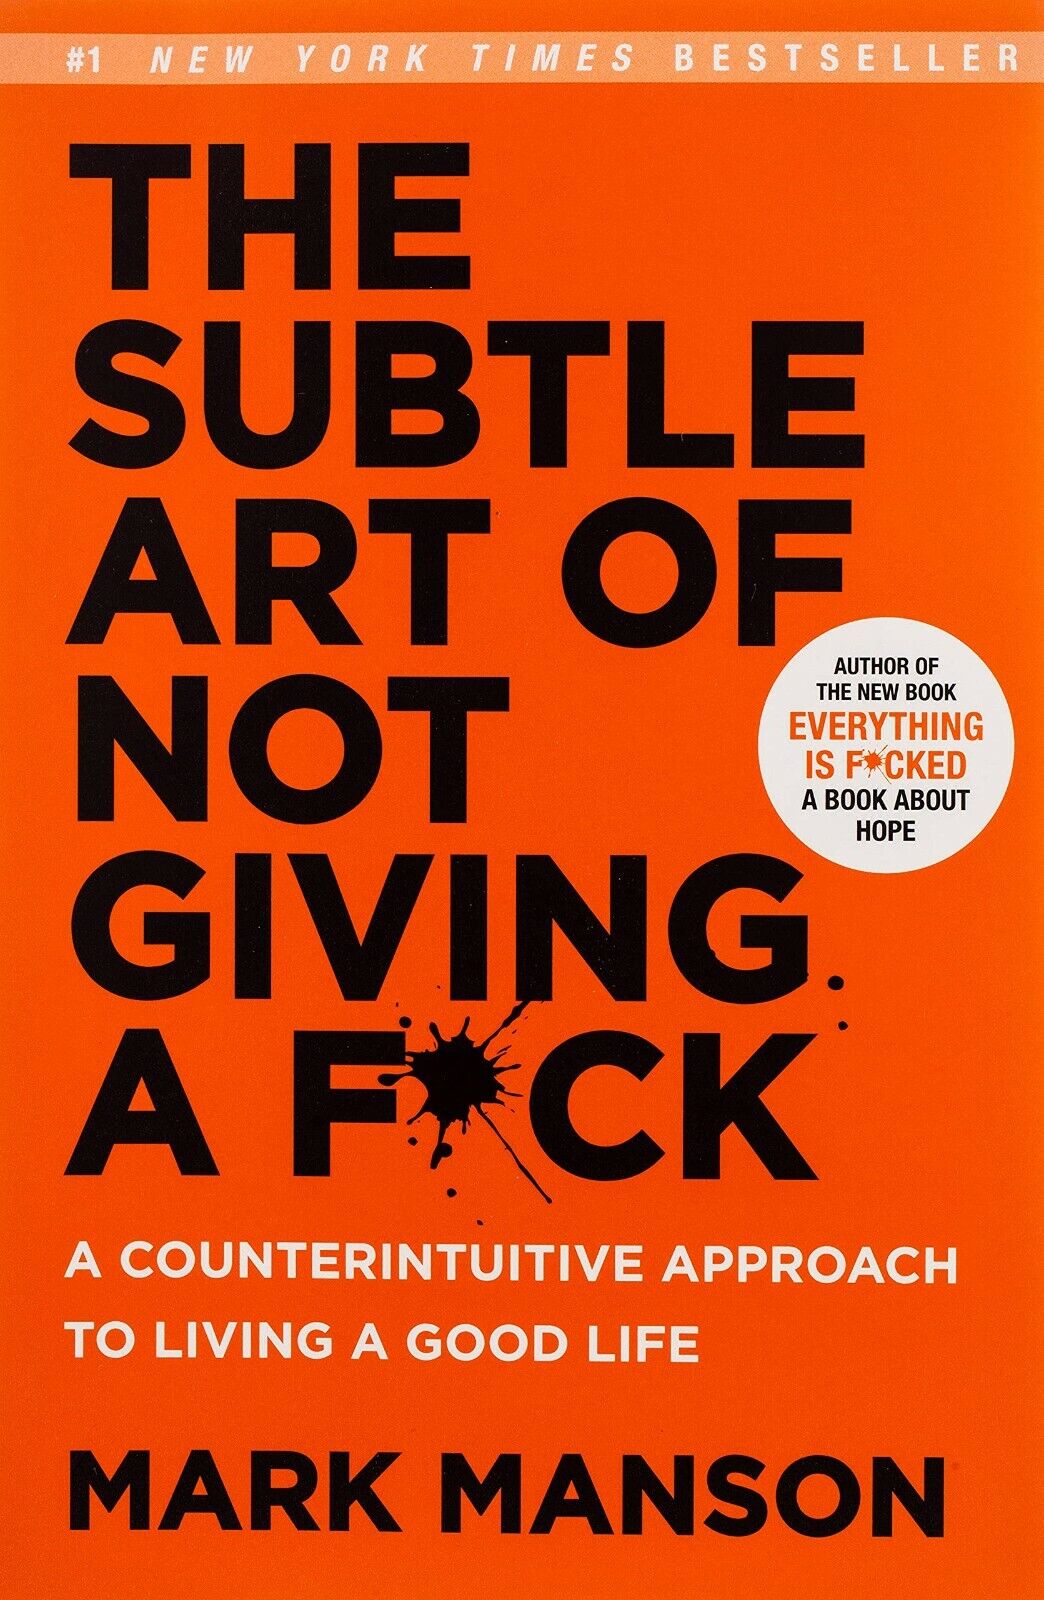 #1 NEW YORK TIMES BESTSELLER
THE
SUBTLE
ART OF
NOT
GIVING
A F*CK
AUTHOR OF
THE NEW BOOK
EVERYTHING
IS F*CKED
A BOOK ABOUT
HOPE
A COUNTERINTUITIVE APPROACH
TO LIVING A GOOD LIFE
MARK MANSON